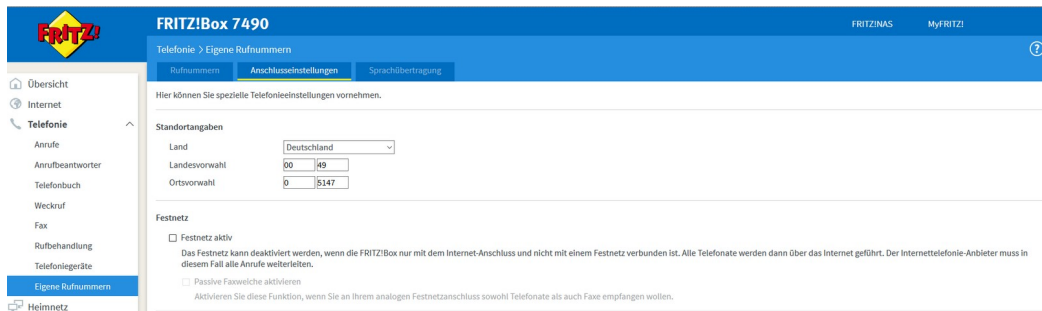 FRITZ!
FRITZ!Box 7490
FRITZ!NAS
MyFRITZ!
Telefonie > Eigene Rufnummern
?
Rufnummern
Anschlusseinstellungen
Sprachübertragung
Übersicht
Internet
Telefonie
Anrufe
Anrufbeantworter
Telefonbuch
Weckruf
Fax
Rufbehandlung
Telefoniegeräte
Eigene Rufnummern
Heimnetz
Hier können Sie spezielle Telefonieeinstellungen vornehmen.
Standortangaben
Land Deutschland
Landesvorwahl 00 49
Ortsvorwahl 0 5147
Festnetz
Festnetz aktiv
Das Festnetz kann deaktiviert werden, wenn die FRITZ!Box nur mit dem Internet-Anschluss und nicht mit einem Festnetz verbunden ist. Alle Telefonate werden dann über das Internet geführt. Der Internettelefonie-Anbieter muss in
diesem Fall alle Anrufe weiterleiten.
Passive Faxweiche aktivieren
Aktivieren Sie diese Funktion, wenn Sie an Ihrem analogen Festnetzanschluss sowohl Telefonate als auch Faxe empfangen wollen.